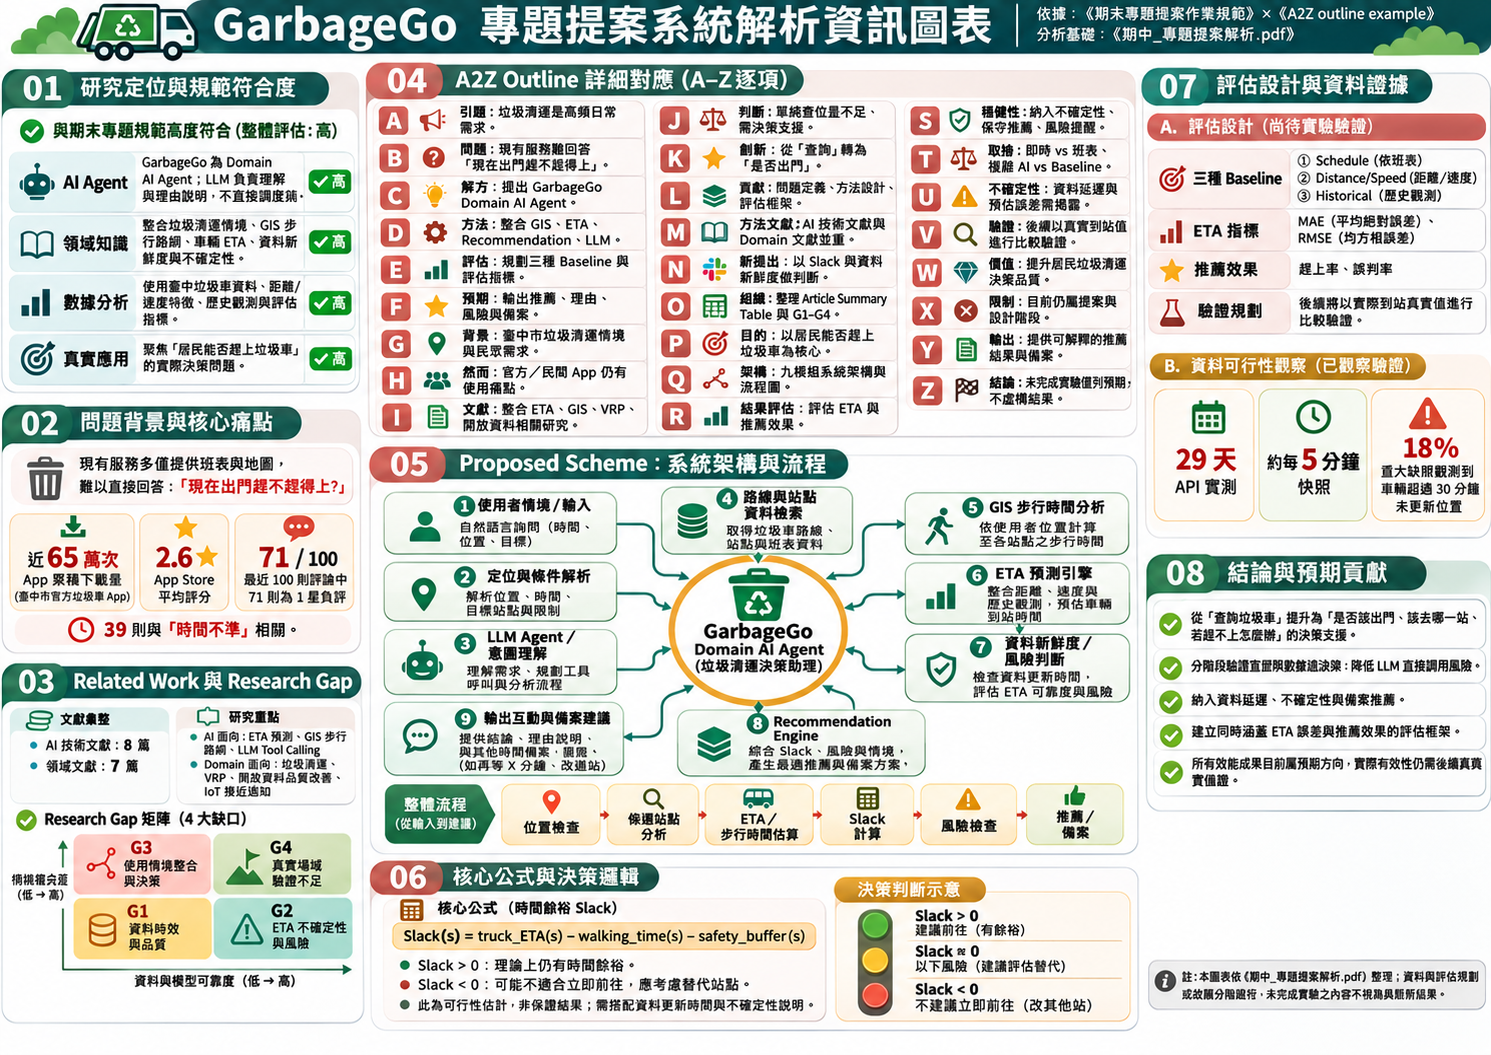 GarbageGo 專題提案系統解析資訊圖表
依據：《期末專題提案作業規範》×《A2Z outline example》
分析基礎：《期中_專題提案解析.pdf》
01 研究定位與規範符合度
與期末專題規範高度符合 (整體評估：高)
AI Agent
GarbageGo 為 Domain
AI Agent；LLM 負責理解
與理由說明，不直接調度
高
領域知識
整合垃圾清運情境、GIS 步
行路網、車輛 ETA、資料新
鮮度與不確定性。
高
數據分析
使用臺中垃圾車資料、距離/
速度特徵、歷史觀測與評估
指標。
高
真實應用
聚焦「居民能否趕上垃圾車」
的實際決策問題。
高
02 問題背景與核心痛點
現有服務多僅提供班表與地圖，
難以直接回答：「現在出門趕不趕得上?」
近 65 萬次
App 累積下載量
(臺中市官方垃圾車 App)
2.6
App Store
平均評分
71 / 100
最近 100 則評論中
71 則為 1 星負評
39 則與「時間不準」相關。
03 Related Work 與 Research Gap
文獻彙整
AI 技術文獻：8 篇
領域文獻：7 篇
研究重點
AI 面向：ETA 預測、GIS 步行
路網、LLM Tool Calling
Domain 面向：垃圾清運、
VRP、開放資料品質改善、
IoT 接近通知
Research Gap 矩陣（4 大缺口）
(低 → 高)
G3
使用情境整合
與決策
G4
真實場域
驗證不足
G1
資料時效
與品質
G2
ETA 不確定性
與風險
資料與模型可靠度（低 → 高）
04 A2Z Outline 詳細對應（A–Z 逐項）
A 引題：垃圾清運是高頻日常
需求。
B 問題：現有服務難回答
「現在出門趕不趕得上」。
C 解方：提出 GarbageGo
Domain AI Agent。
D 方法：整合 GIS、ETA、
Recommendation、LLM。
E 評估：規劃三種 Baseline 與
評估指標。
F 預期：輸出推薦、理由、
風險與備案。
G 背景：臺中市垃圾清運情境
與民眾需求。
H 然而：官方／民間 App 仍有
使用痛點。
I 文獻：整合 ETA、GIS、VRP、
開放資料相關研究。
J 判斷：單純查位置不足、
需決策支援。
K 創新：從「查詢」轉為
「是否出門」。
L 貢獻：問題定義、方法設計、
評估框架。
M 方法文獻：AI 技術文獻與
Domain 文獻並重。
N 新提出：以 Slack 與資料
新鮮度做判斷。
O 組織：整理 Article Summary
Table 與 G1–G4。
P 目的：以居民能否趕上
垃圾車為核心。
Q 架構：九模組系統架構與
流程圖。
R 結果評估：評估 ETA 與
推薦效果。
S 穩健性：納入不確定性、
保守推薦、風險提醒。
T 取捨：即時 vs 班表、
複雜 AI vs Baseline。
U 不確定性：資料延遲與
預估誤差需揭露。
V 驗證：後續以真實到站值
進行比較驗證。
W 價值：提升居民垃圾清運
決策品質。
X 限制：目前仍屬提案與
設計階段。
Y 輸出：提供可解釋的推薦
結果與備案。
Z 結論：未完成實驗僅列預期，
不虛構結果。
05 Proposed Scheme：系統架構與流程
1 使用者情境 / 輸入
自然語言詢問（時間、
位置、目標）
2 定位與條件解析
解析位置、時間、
目標站點與限制
3 LLM Agent /
意圖理解
理解需求、規劃工具
呼叫與分析流程
4 路線與站點
資料檢索
取得垃圾車路線、
站點與班表資料
GarbageGo
Domain AI Agent
(垃圾清運決策助理)
5 GIS 步行時間分析
依使用者位置計算
至各站點之步行時間
6 ETA 預測引擎
整合距離、速度與
歷史觀測，預估車輛
到站時間
7 資料新鮮度 /
風險判斷
檢查資料更新時間，
評估 ETA 可靠度與風險
8 Recommendation
Engine
綜合 Slack、風險與情境，
產生最適推薦與備案方案，
9 輸出互動與備案建議
提供結論、理由說明、
與其他時間備案，
(如再等 X 分鐘、改道站)
整體流程
(從輸入到建議)
位置檢查
候選站點
分析
ETA /
步行時間估算
Slack
計算
風險檢查
推薦 /
備案
06 核心公式與決策邏輯
核心公式（時間餘裕 Slack）
Slack(s) = truck_ETA(s) – walking_time(s) – safety_buffer(s)
Slack > 0：理論上仍有時間餘裕。
Slack < 0：可能不適合立即前往，應考慮替代站點。
此為可行性估計，非保證結果；需搭配資料更新時間與不確定性說明。
決策判斷示意
Slack > 0
建議前往（有餘裕）
Slack ≈ 0
以下風險（建議評估替代）
Slack < 0
不建議立即前往（改其他站）
07 評估設計與資料證據
A. 評估設計（尚待實驗驗證）
三種 Baseline
① Schedule (依班表)
② Distance/Speed (距離/速度)
③ Historical（歷史觀測）
ETA 指標
MAE（平均絕對誤差）、
RMSE（均方相誤差）
推薦效果
趕上率、誤判率
驗證規劃
後續將以實際到站真實值進行
比較驗證。
B. 資料可行性觀察（已觀察驗證）
29 天
API 實測
約每 5 分鐘
快照
18%
觀測到
車輛超過 30 分鐘
未更新位置
08 結論與預期貢獻
從「查詢垃圾車」提升為「是否該出門、該去哪一站、
若趕不上怎麼辦」的決策支援。
降低 LLM 直接調用風險。
納入資料延遲、不確定性與備案推薦。
建立同時涵蓋 ETA 誤差與推薦效果的評估框架。
所有效能成果目前屬預期方向，實際有效性仍需後續真
註：本圖表依《期中_專題提案解析.pdf》整理；資料與評估規劃
未完成實驗之內容不視為